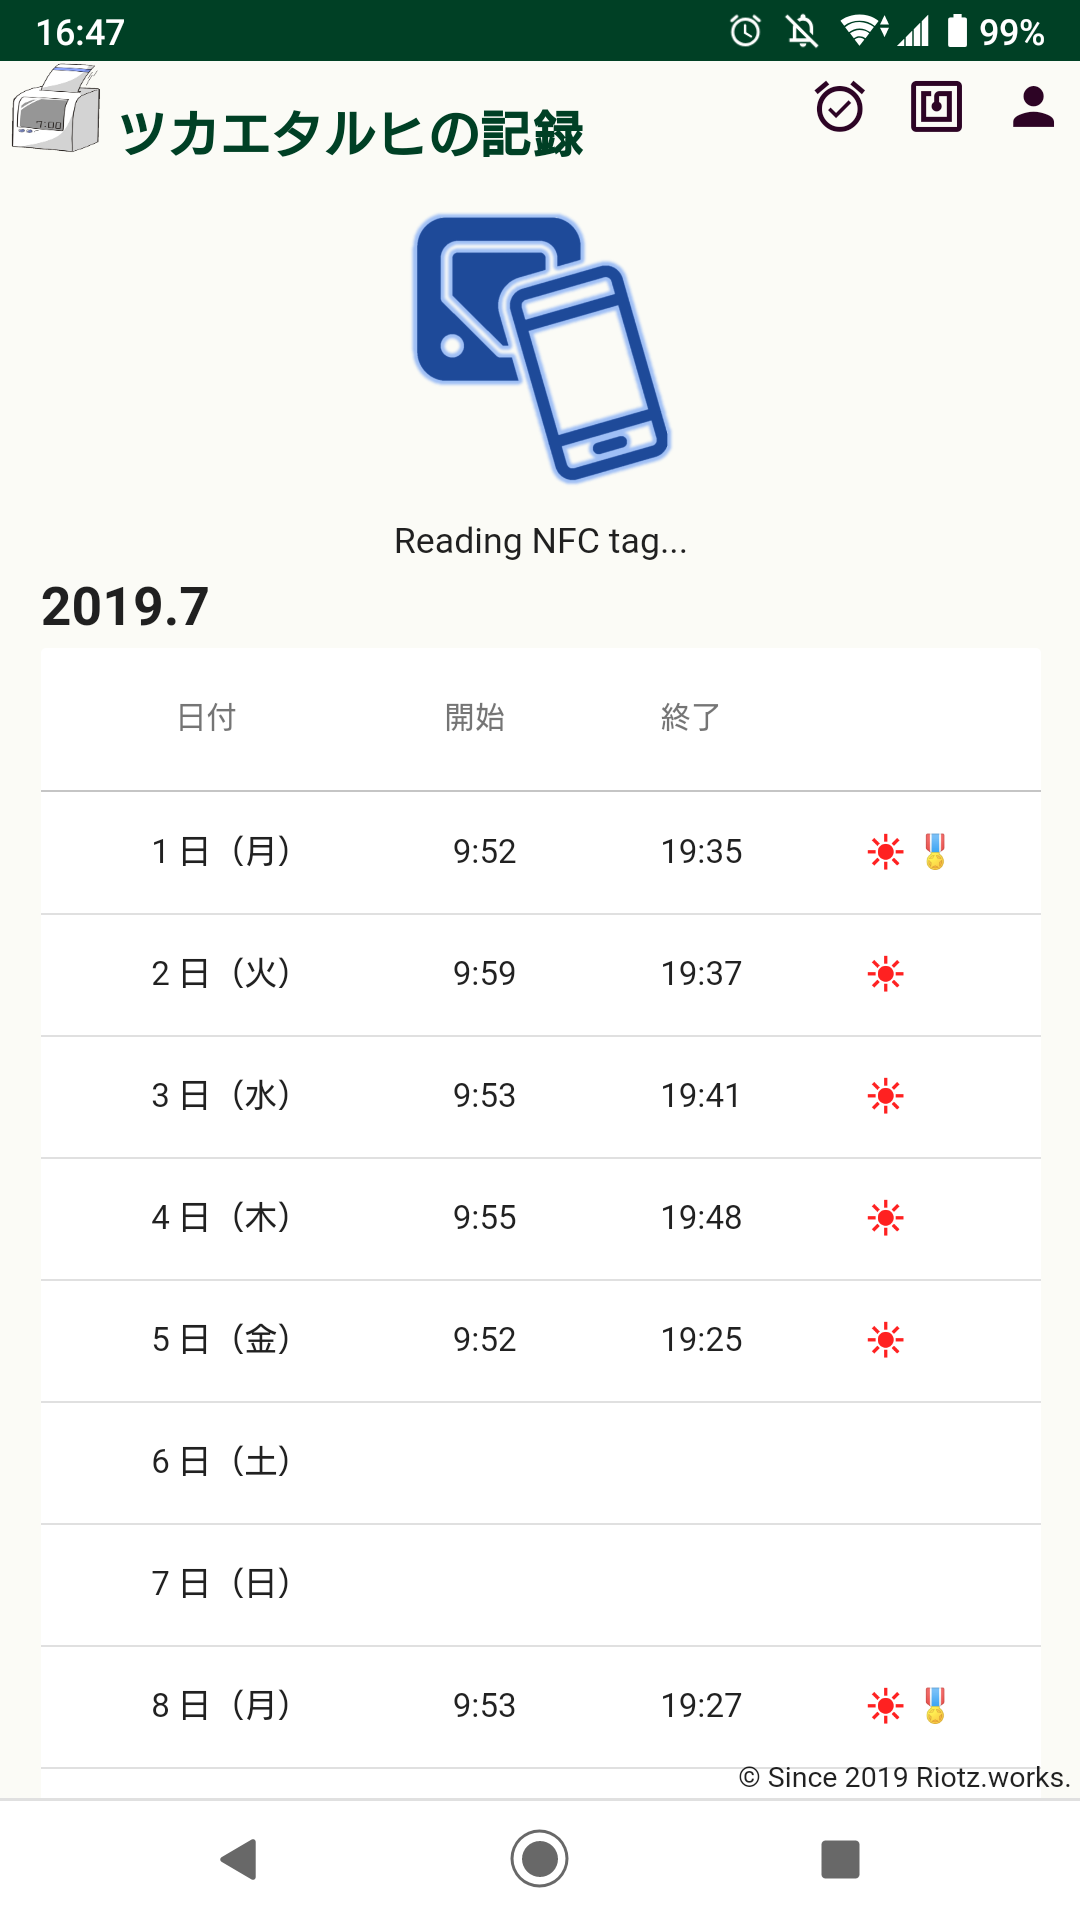 16:47
99%
7:00
ツカエタルヒの記録
Reading NFC tag...
2019.7
日付 開始 終了
1 日（月） 9:52 19:35
2 日（火） 9:59 19:37
3 日（水） 9:53 19:41
4 日（木） 9:55 19:48
5 日（金） 9:52 19:25
6 日（土）
7 日（日）
8 日（月） 9:53 19:27
© Since 2019 Riotz.works.